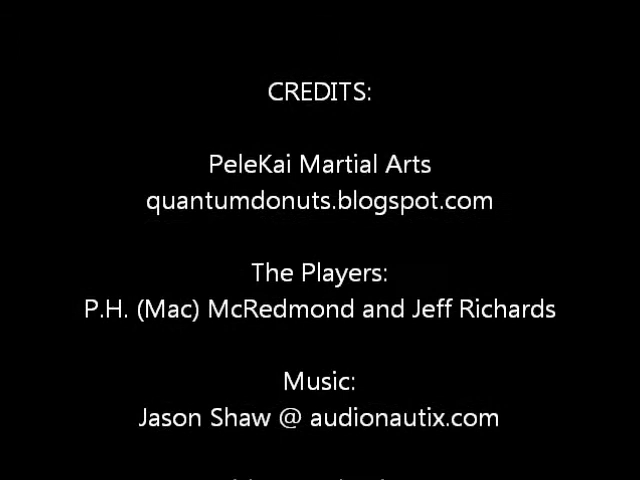 CREDITS:
PeleKai Martial Arts
quantumdonuts.blogspot.com
The Players:
P.H. (Mac) McRedmond and Jeff Richards
Music:
Jason Shaw @ audionautix.com